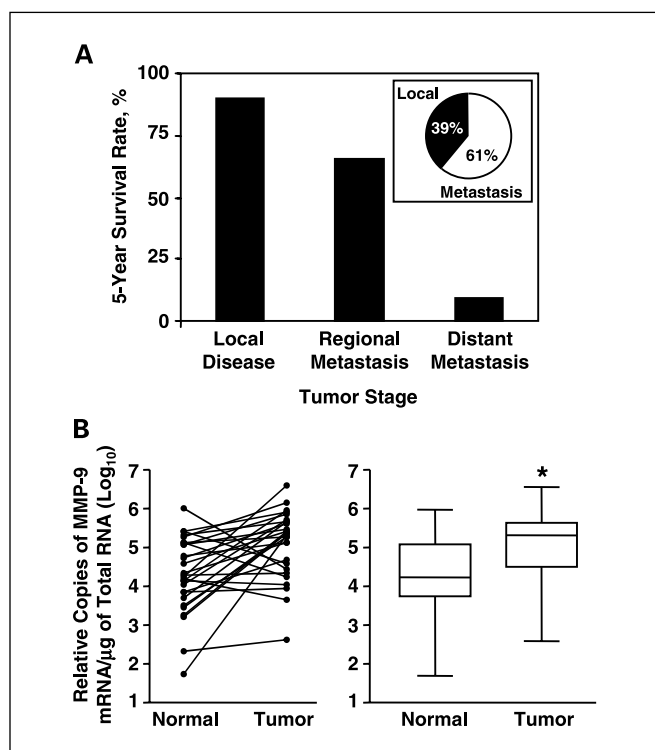 A
5-Year Survival Rate, %
100
75
50
25
0
Local
39%
61%
Metastasis
Local
Disease
Regional
Metastasis
Distant
Metastasis
Tumor Stage
B
Relative Copies of MMP-9
mRNA/μg of Total RNA (Log10)
7
6
5
4
3
2
1
Normal
Tumor
7
6
5
4
3
2
1
*
Normal
Tumor